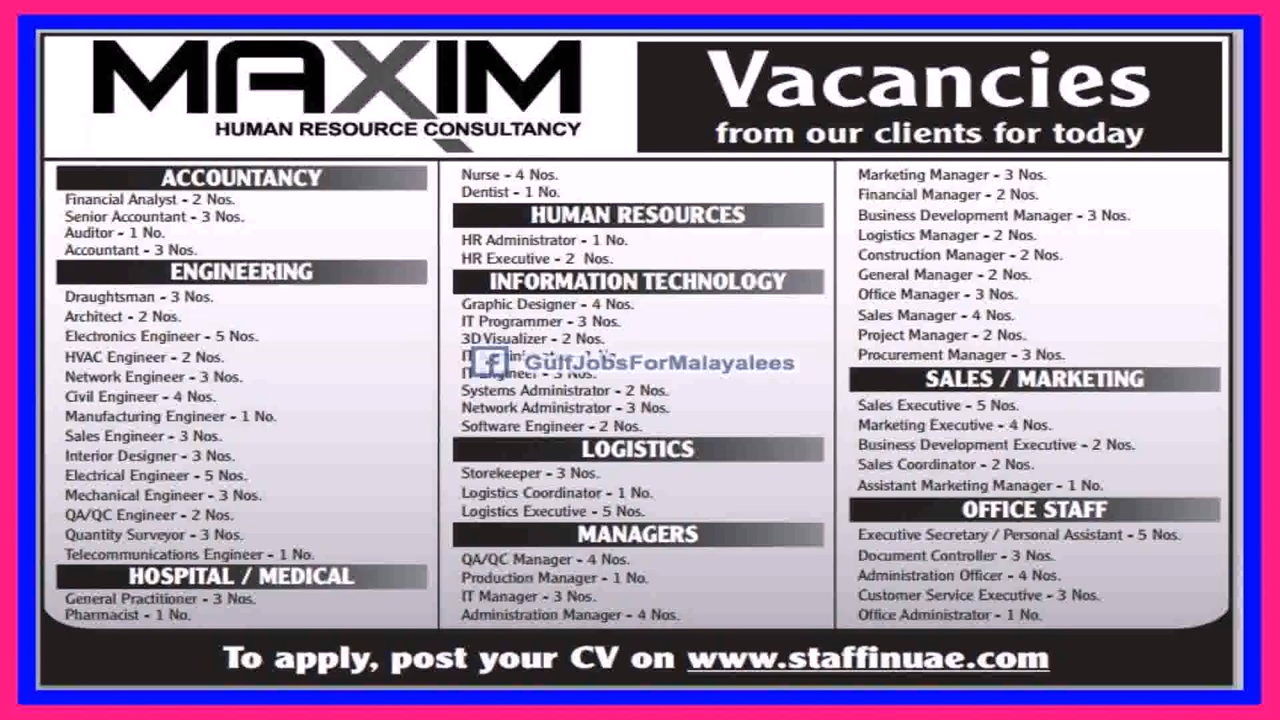 MAXIM
HUMAN RESOURCE CONSULTANCY
Vacancies
from our clients for today
ACCOUNTANCY
Financial Analyst - 2 Nos.
Senior Accountant - 3 Nos.
Auditor - 1 No.
Accountant - 3 Nos.
ENGINEERING
Draughtsman - 3 Nos.
Architect - 2 Nos.
Electronics Engineer - 5 Nos.
HVAC Engineer - 2 Nos.
Network Engineer - 3 Nos.
Civil Engineer - 4 Nos.
Manufacturing Engineer - 1 No.
Sales Engineer - 3 Nos.
Interior Designer - 3 Nos.
Electrical Engineer - 5 Nos.
Mechanical Engineer - 3 Nos.
QA/QC Engineer - 2 Nos.
Quantity Surveyor - 3 Nos.
Telecommunications Engineer - 1 No.
HOSPITAL / MEDICAL
General Practitioner - 3 Nos.
Pharmacist - 1 No.
Nurse - 4 Nos.
Dentist - 1 No.
HUMAN RESOURCES
HR Administrator - 1 No.
HR Executive - 2 Nos.
INFORMATION TECHNOLOGY
Graphic Designer - 4 Nos.
IT Programmer - 3 Nos.
3D Visualizer - 2 Nos.
GulfJobsForMalayalees
IT Engineer - 3 Nos.
Systems Administrator - 2 Nos.
Network Administrator - 3 Nos.
Software Engineer - 2 Nos.
LOGISTICS
Storekeeper - 3 Nos.
Logistics Coordinator - 1 No.
Logistics Executive - 5 Nos.
MANAGERS
QA/QC Manager - 4 Nos.
Production Manager - 1 No.
IT Manager - 3 Nos.
Administration Manager - 4 Nos.
Marketing Manager - 3 Nos.
Financial Manager - 2 Nos.
Business Development Manager - 3 Nos.
Logistics Manager - 2 Nos.
Construction Manager - 2 Nos.
General Manager - 2 Nos.
Office Manager - 3 Nos.
Sales Manager - 4 Nos.
Project Manager - 2 Nos.
Procurement Manager - 3 Nos.
SALES / MARKETING
Sales Executive - 5 Nos.
Marketing Executive - 4 Nos.
Business Development Executive - 2 Nos.
Sales Coordinator - 2 Nos.
Assistant Marketing Manager - 1 No.
OFFICE STAFF
Executive Secretary / Personal Assistant - 5 Nos.
Document Controller - 3 Nos.
Administration Officer - 4 Nos.
Customer Service Executive - 3 Nos.
Office Administrator - 1 No.
To apply, post your CV on www.staffinuae.com